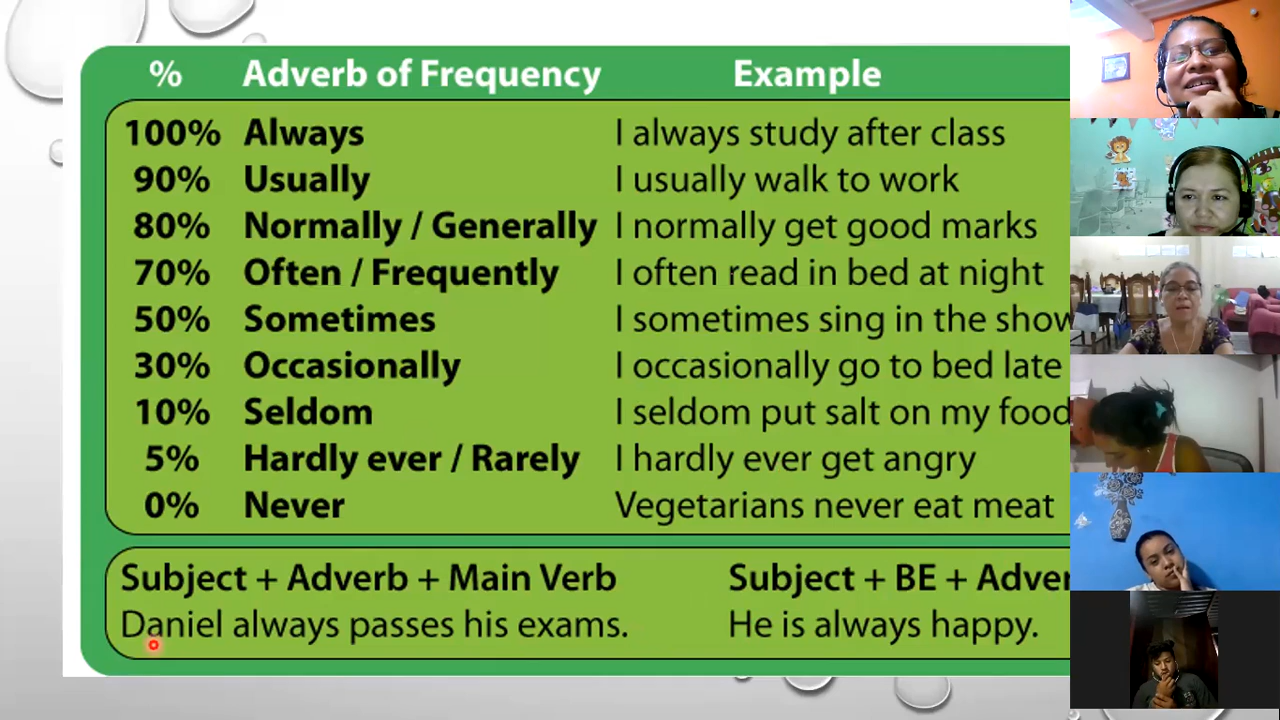 % Adverb of Frequency Example
100% Always I always study after class
90% Usually I usually walk to work
80% Normally / Generally I normally get good marks
70% Often / Frequently I often read in bed at night
50% Sometimes I sometimes sing in the show
30% Occasionally I occasionally go to bed late
10% Seldom I seldom put salt on my food
5% Hardly ever / Rarely I hardly ever get angry
0% Never Vegetarians never eat meat
Subject + Adverb + Main Verb Subject + BE + Adver
Daniel always passes his exams. He is always happy.